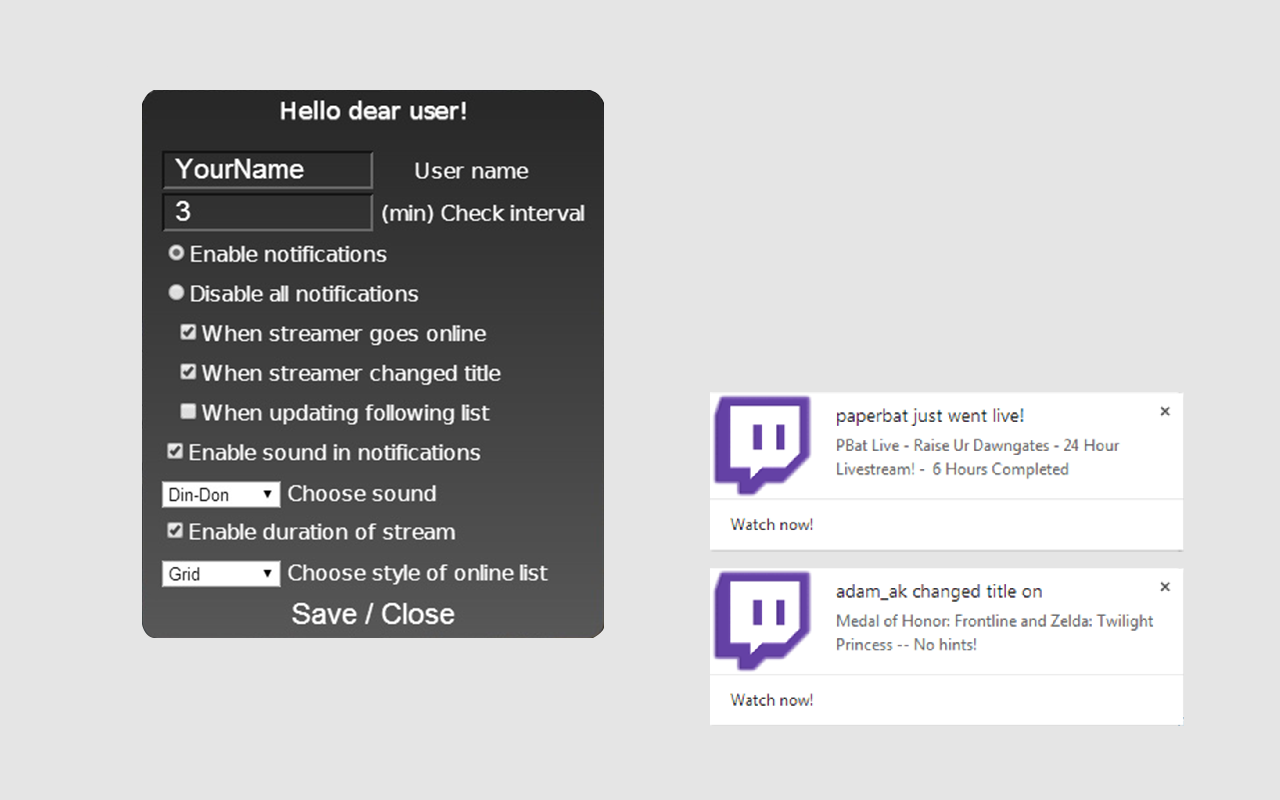 Hello dear user!
YourName User name
3 (min) Check interval
Enable notifications
Disable all notifications
When streamer goes online
When streamer changed title
When updating following list
Enable sound in notifications
Din-Don Choose sound
Enable duration of stream
Grid Choose style of online list
Save / Close
paperbat just went live!
PBat Live - Raise Ur Dawngates - 24 Hour
Livestream! - 6 Hours Completed
Watch now!
adam_ak changed title on
Medal of Honor: Frontline and Zelda: Twilight
Princess -- No hints!
Watch now!